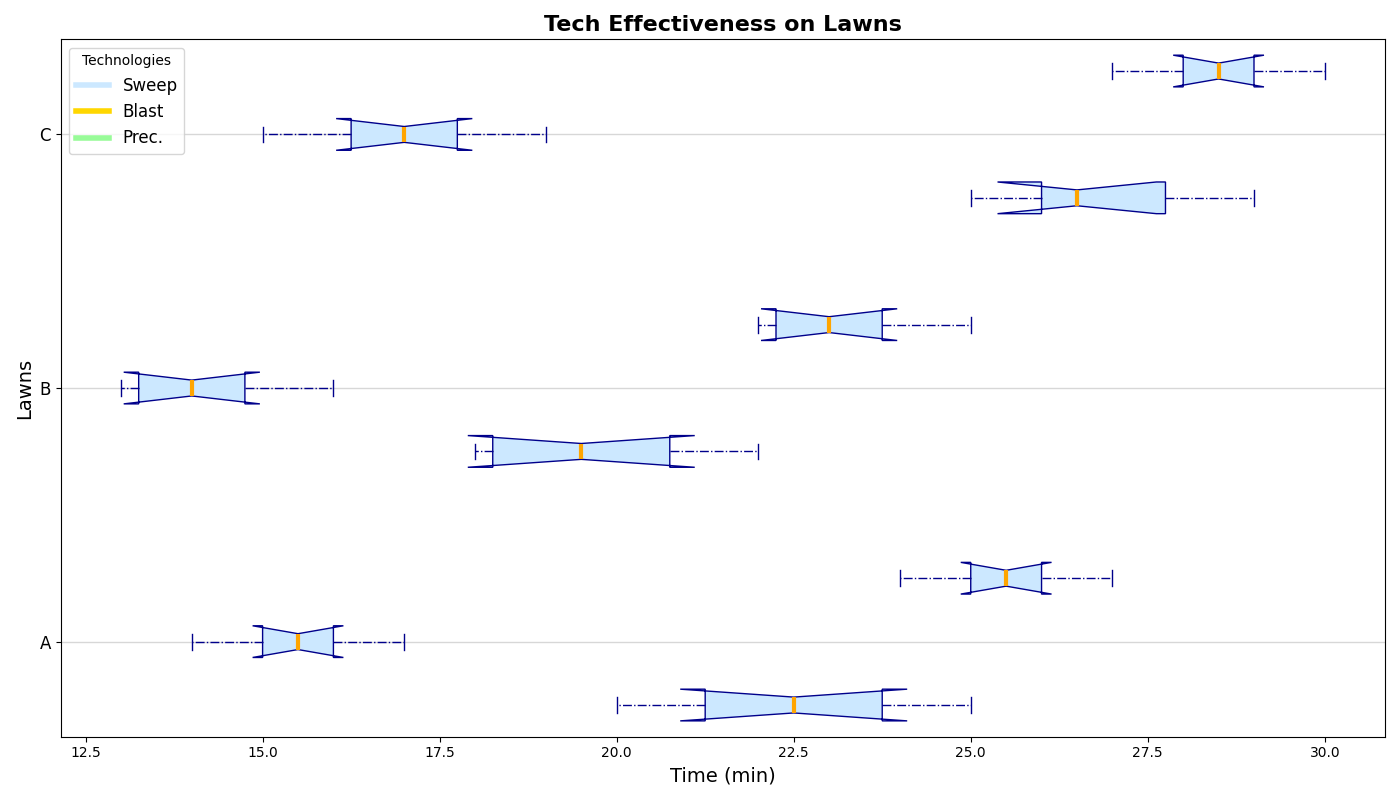 Tech Effectiveness on Lawns
Technologies
Sweep
Blast
Prec.
C
B
A
Lawns
12.5 15.0 17.5 20.0 22.5 25.0 27.5 30.0
Time (min)